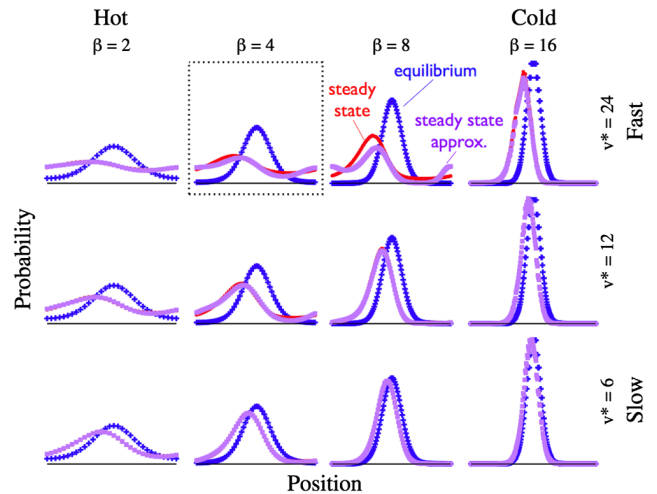 Hot
Cold
β = 2
β = 4
β = 8
β = 16
equilibrium
steady
state
steady state
approx.
v* = 24
Fast
Probability
v* = 12
v* = 6
Slow
Position